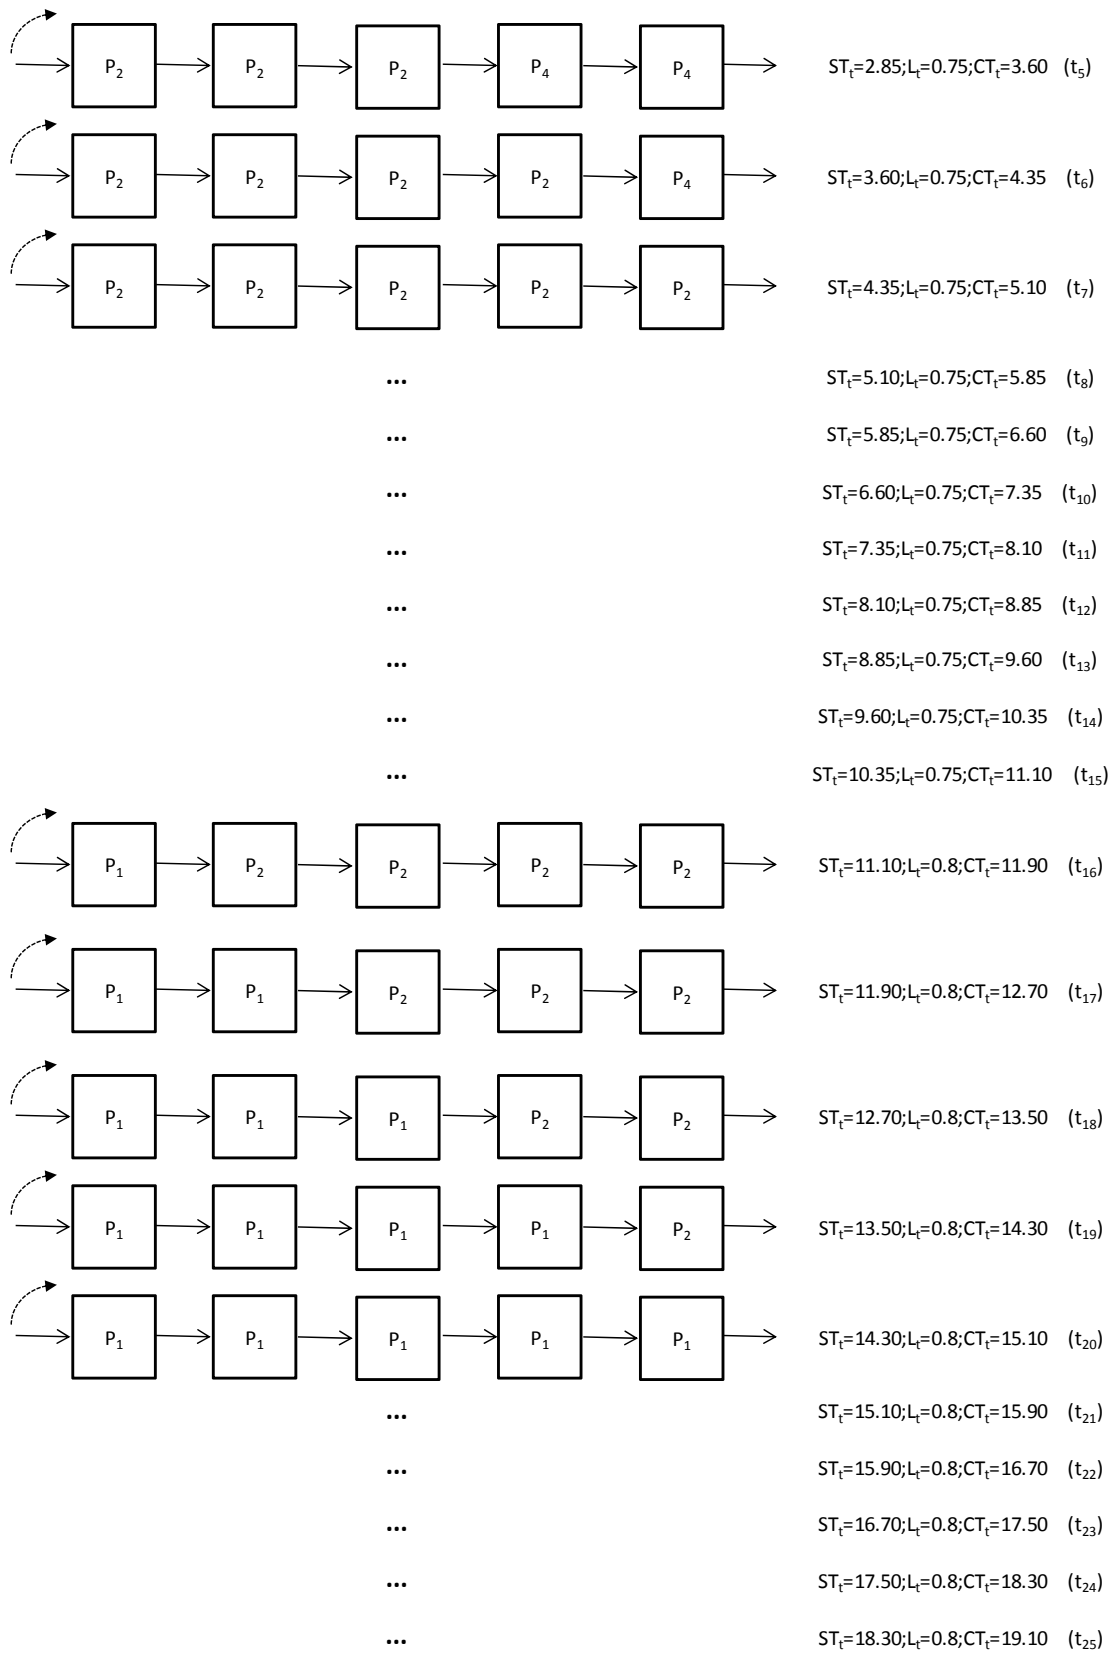 P₂ P₂ P₂ P₄ P₄ STₜ=2.85;Lₜ=0.75;CTₜ=3.60 (t₅)
P₂ P₂ P₂ P₂ P₄ STₜ=3.60;Lₜ=0.75;CTₜ=4.35 (t₆)
P₂ P₂ P₂ P₂ P₂ STₜ=4.35;Lₜ=0.75;CTₜ=5.10 (t₇)
... STₜ=5.10;Lₜ=0.75;CTₜ=5.85 (t₈)
... STₜ=5.85;Lₜ=0.75;CTₜ=6.60 (t₉)
... STₜ=6.60;Lₜ=0.75;CTₜ=7.35 (t₁₀)
... STₜ=7.35;Lₜ=0.75;CTₜ=8.10 (t₁₁)
... STₜ=8.10;Lₜ=0.75;CTₜ=8.85 (t₁₂)
... STₜ=8.85;Lₜ=0.75;CTₜ=9.60 (t₁₃)
... STₜ=9.60;Lₜ=0.75;CTₜ=10.35 (t₁₄)
... STₜ=10.35;Lₜ=0.75;CTₜ=11.10 (t₁₅)
P₁ P₂ P₂ P₂ P₂ STₜ=11.10;Lₜ=0.8;CTₜ=11.90 (t₁₆)
P₁ P₁ P₂ P₂ P₂ STₜ=11.90;Lₜ=0.8;CTₜ=12.70 (t₁₇)
P₁ P₁ P₁ P₂ P₂ STₜ=12.70;Lₜ=0.8;CTₜ=13.50 (t₁₈)
P₁ P₁ P₁ P₁ P₂ STₜ=13.50;Lₜ=0.8;CTₜ=14.30 (t₁₉)
P₁ P₁ P₁ P₁ P₁ STₜ=14.30;Lₜ=0.8;CTₜ=15.10 (t₂₀)
... STₜ=15.10;Lₜ=0.8;CTₜ=15.90 (t₂₁)
... STₜ=15.90;Lₜ=0.8;CTₜ=16.70 (t₂₂)
... STₜ=16.70;Lₜ=0.8;CTₜ=17.50 (t₂₃)
... STₜ=17.50;Lₜ=0.8;CTₜ=18.30 (t₂₄)
... STₜ=18.30;Lₜ=0.8;CTₜ=19.10 (t₂₅)